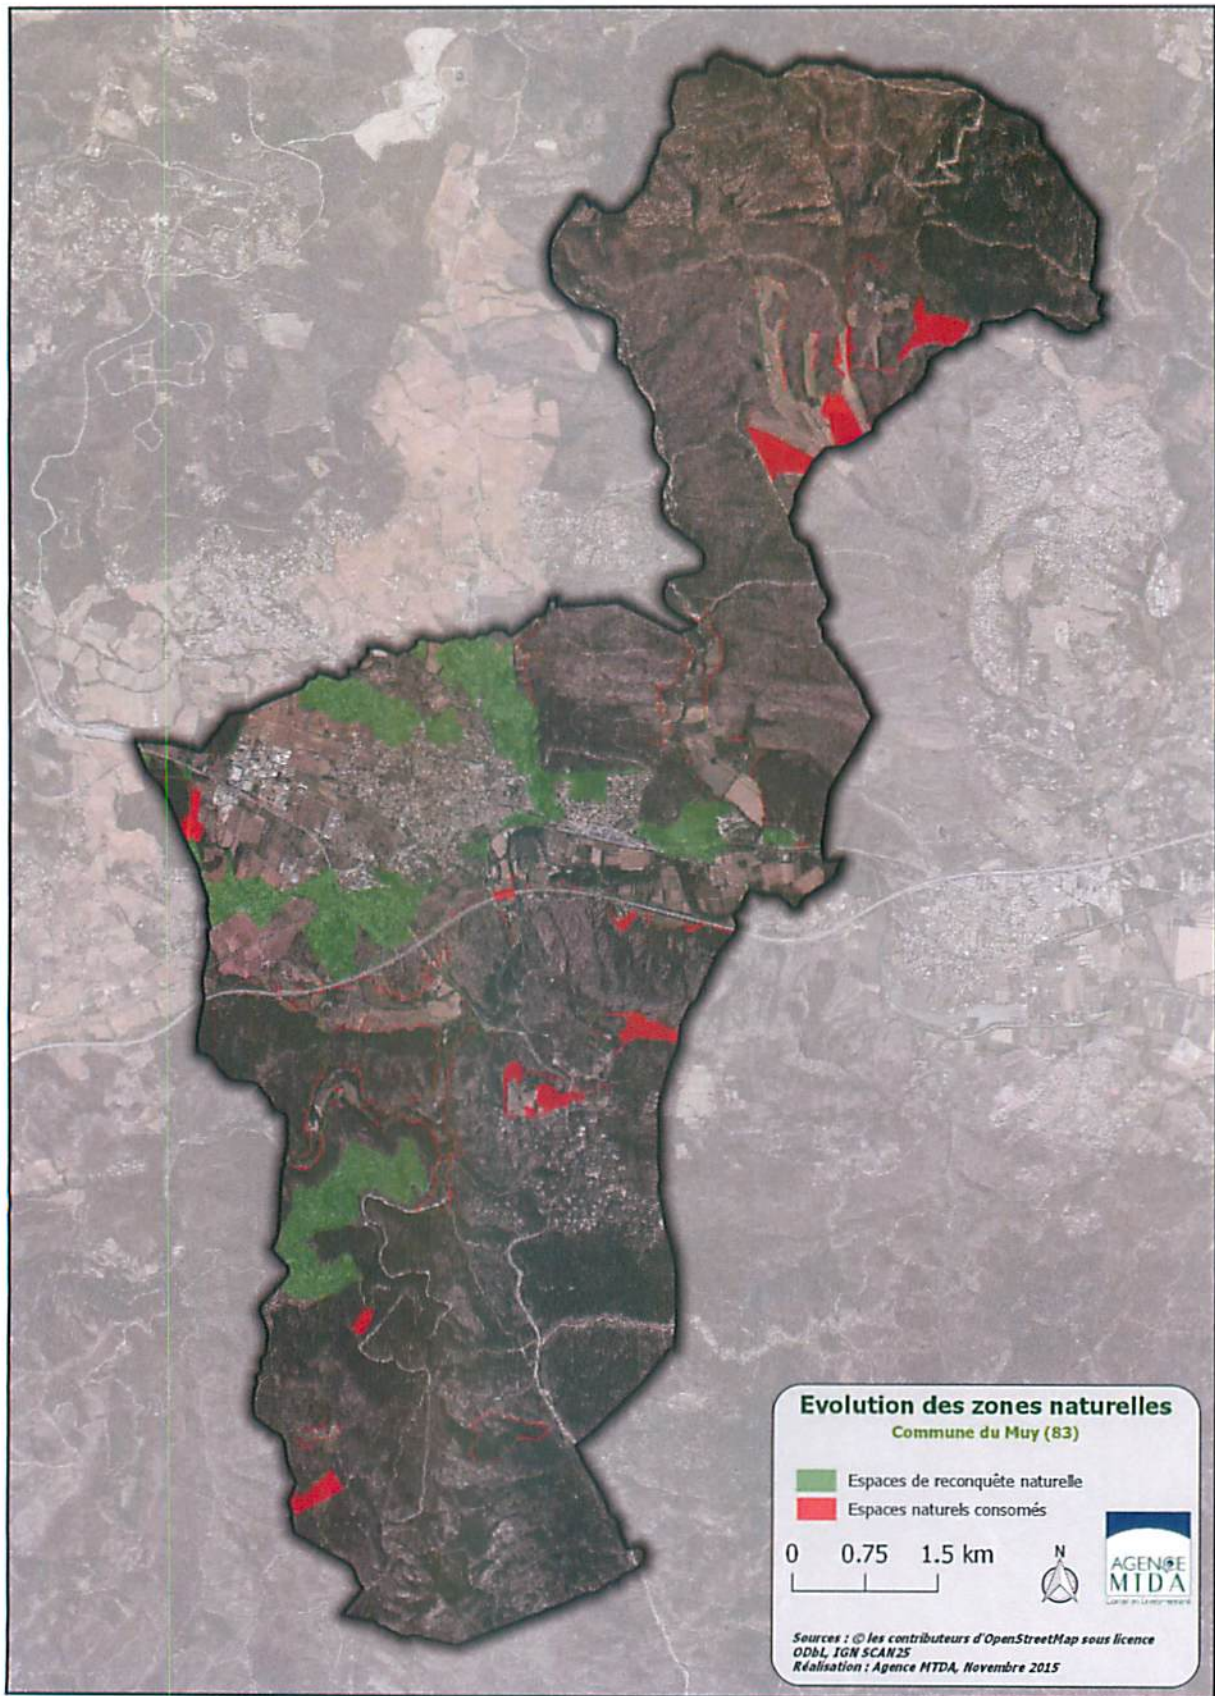 Evolution des zones naturelles
Commune du Muy (83)
Espaces de reconquête naturelle
Espaces naturels consomés
0 0.75 1.5 km
N
AGENCE
MTDA
Sources : © les contributeurs d'OpenStreetMap sous licence
ODbL, IGN SCAN25
Réalisation : Agence MTDA, Novembre 2015